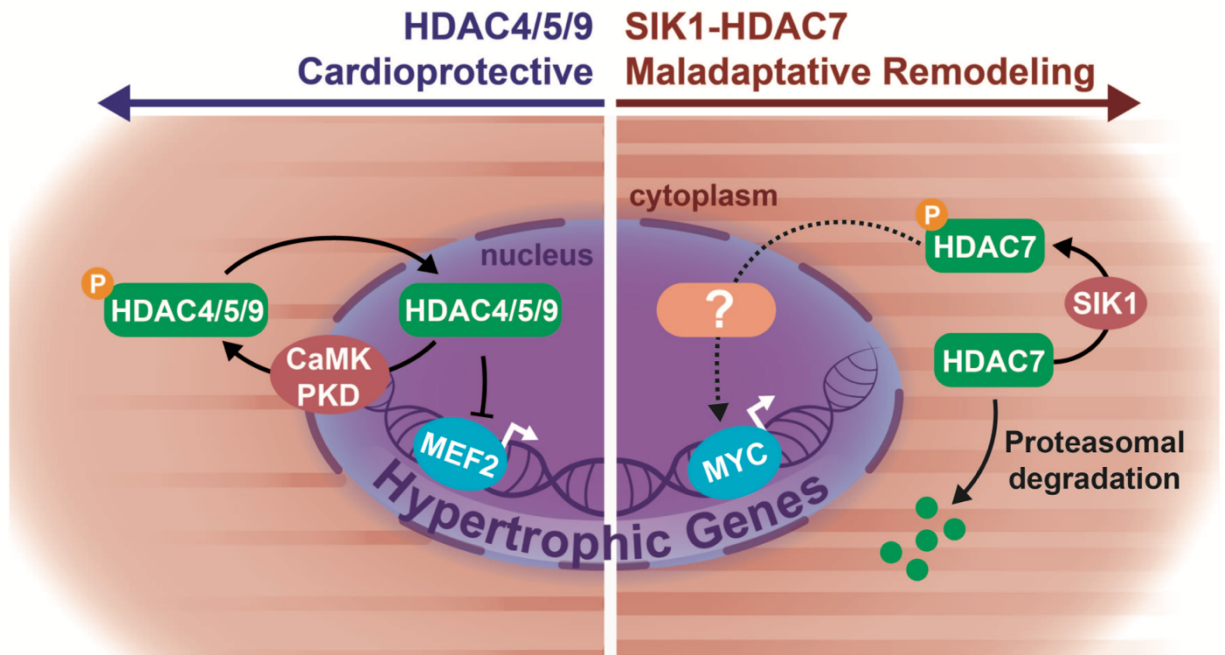 HDAC4/5/9
Cardioprotective
SIK1-HDAC7
Maladaptative Remodeling
cytoplasm
nucleus
P
HDAC4/5/9
HDAC4/5/9
CaMK
PKD
MEF2
?
MYC
P
HDAC7
SIK1
HDAC7
Proteasomal
degradation
Hypertrophic Genes